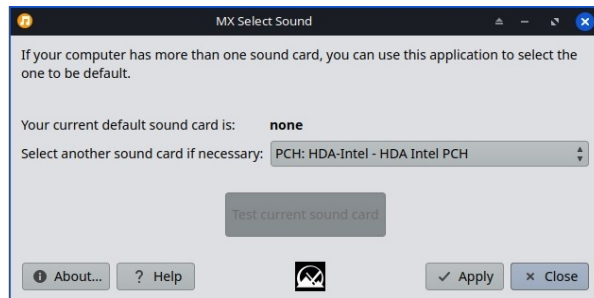 MX Select Sound
If your computer has more than one sound card, you can use this application to select the
one to be default.
Your current default sound card is: none
Select another sound card if necessary: PCH: HDA-Intel - HDA Intel PCH
Test current sound card
About... ? Help Apply Close